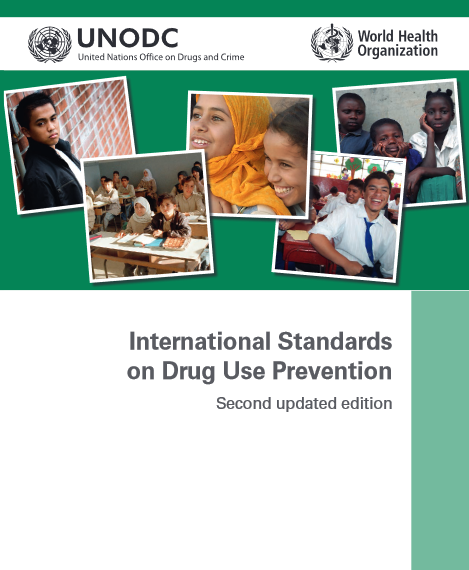 UNODC
United Nations Office on Drugs and Crime
World Health
Organization
International Standards
on Drug Use Prevention
Second updated edition